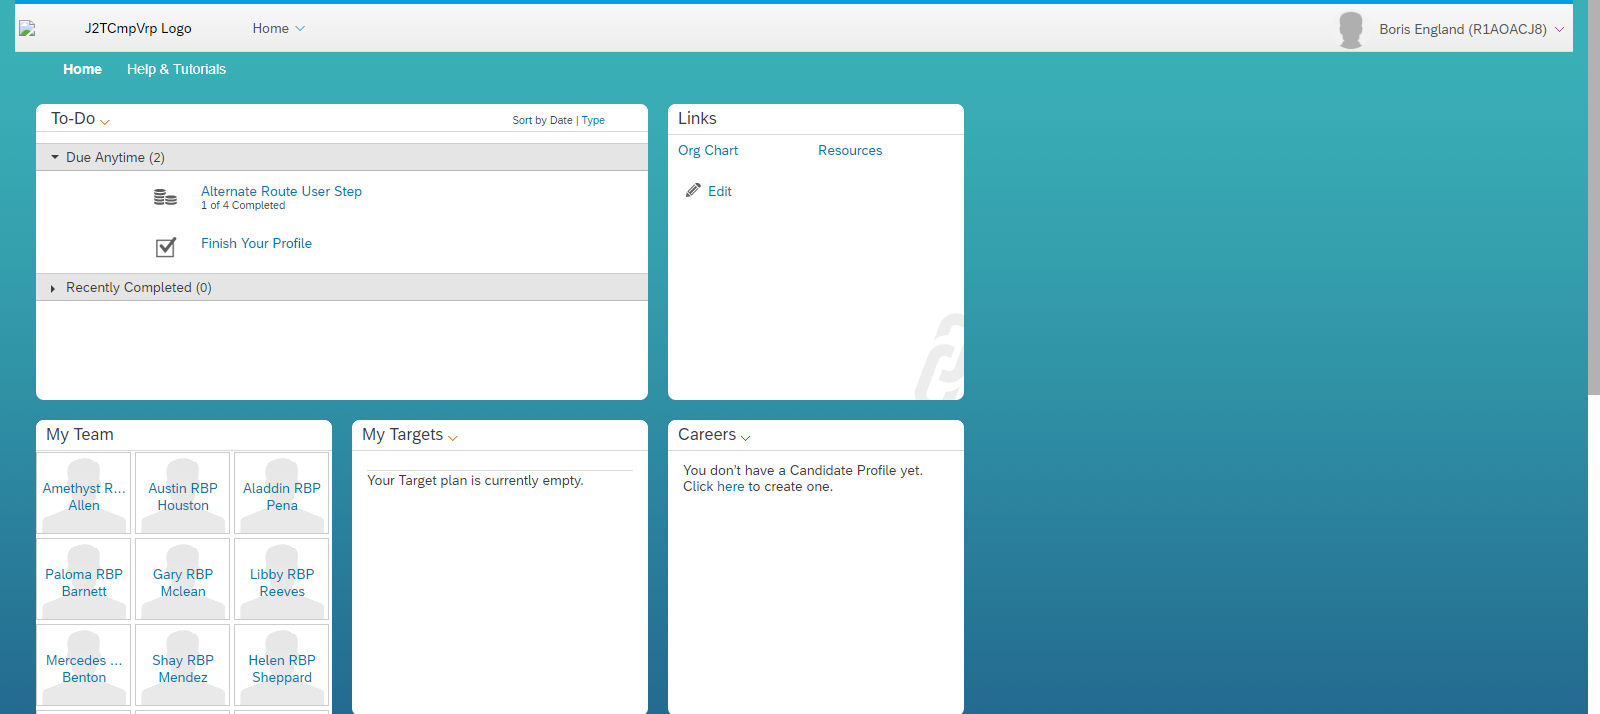 J2TCmpVrp Logo
Home
Boris England (R1AOACJ8)
Home
Help & Tutorials
To-Do
Sort by Date | Type
Due Anytime (2)
Alternate Route User Step
1 of 4 Completed
Finish Your Profile
Recently Completed (0)
Links
Org Chart
Resources
Edit
My Team
Amethyst R...
Allen
Austin RBP
Houston
Aladdin RBP
Pena
Paloma RBP
Barnett
Gary RBP
Mclean
Libby RBP
Reeves
Mercedes ...
Benton
Shay RBP
Mendez
Helen RBP
Sheppard
My Targets
Your Target plan is currently empty.
Careers
You don't have a Candidate Profile yet.
Click here to create one.